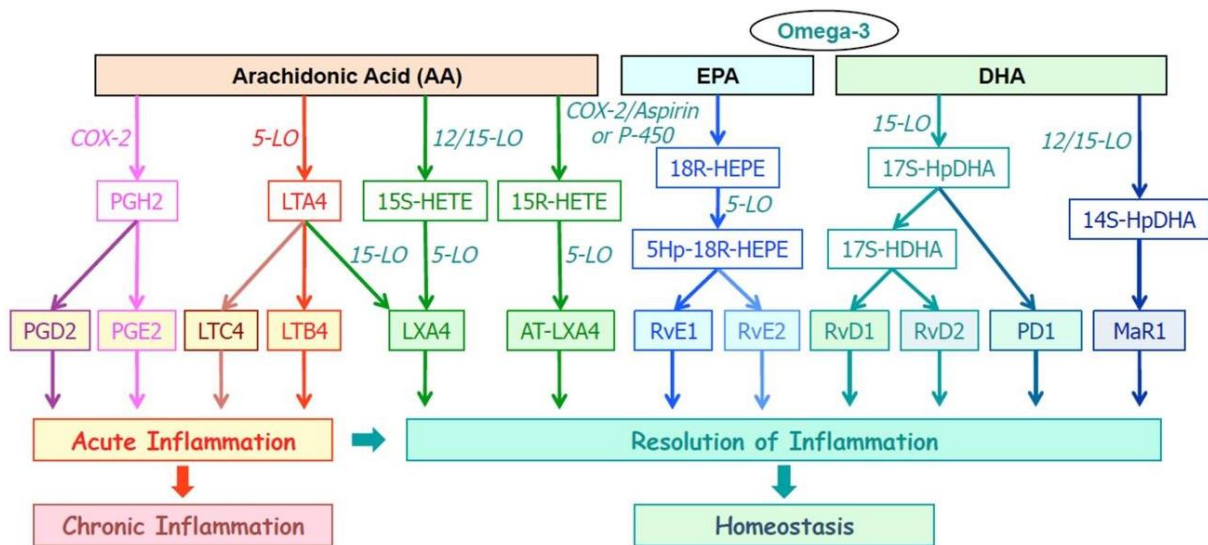 Omega-3
Arachidonic Acid (AA)
EPA
DHA
COX-2
5-LO
12/15-LO
COX-2/Aspirin
or P-450
15-LO
12/15-LO
PGH2
LTA4
15S-HETE
15R-HETE
18R-HEPE
17S-HpDHA
14S-HpDHA
15-LO
5-LO
5-LO
5-LO
5Hp-18R-HEPE
17S-HDHA
PGD2
PGE2
LTC4
LTB4
LXA4
AT-LXA4
RvE1
RvE2
RvD1
RvD2
PD1
MaR1
Acute Inflammation
Resolution of Inflammation
Chronic Inflammation
Homeostasis